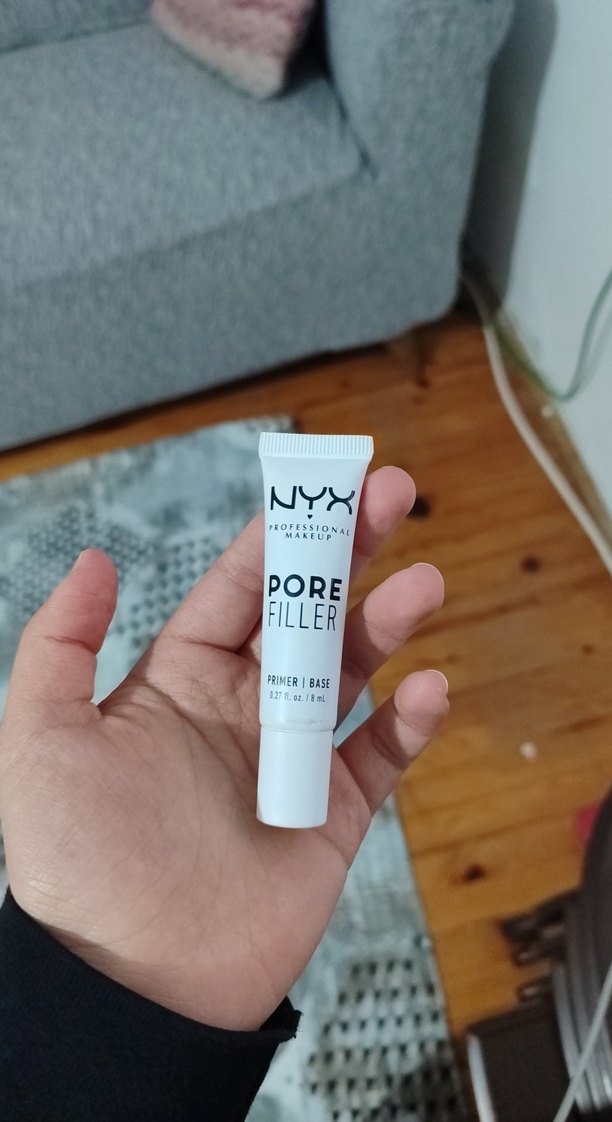 NYX
PROFESSIONAL
MAKEUP
PORE
FILLER
PRIMER | BASE
0.27 fl. oz. / 8 mL